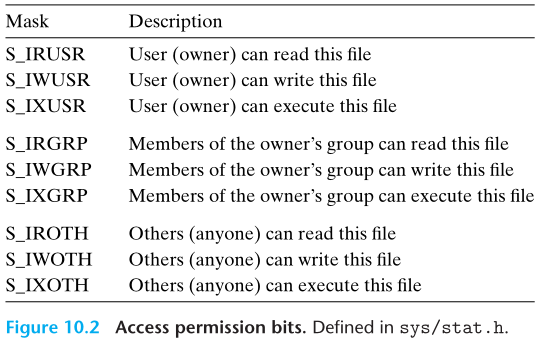 Mask Description
S_IRUSR User (owner) can read this file
S_IWUSR User (owner) can write this file
S_IXUSR User (owner) can execute this file
S_IRGRP Members of the owner’s group can read this file
S_IWGRP Members of the owner’s group can write this file
S_IXGRP Members of the owner’s group can execute this file
S_IROTH Others (anyone) can read this file
S_IWOTH Others (anyone) can write this file
S_IXOTH Others (anyone) can execute this file
Figure 10.2 Access permission bits. Defined in sys/stat.h.